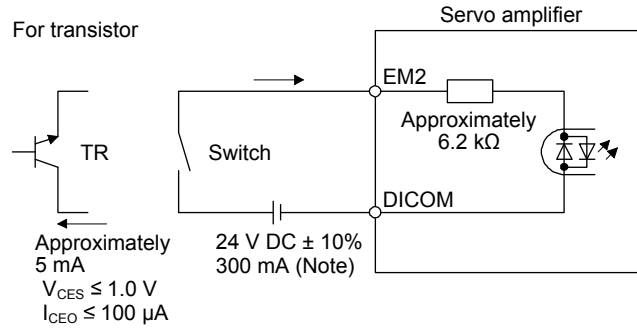 For transistor
Servo amplifier
EM2
Approximately
6.2 kΩ
TR
Switch
DICOM
Approximately
5 mA
V_CES ≤ 1.0 V
I_CEO ≤ 100 µA
24 V DC ± 10%
300 mA (Note)